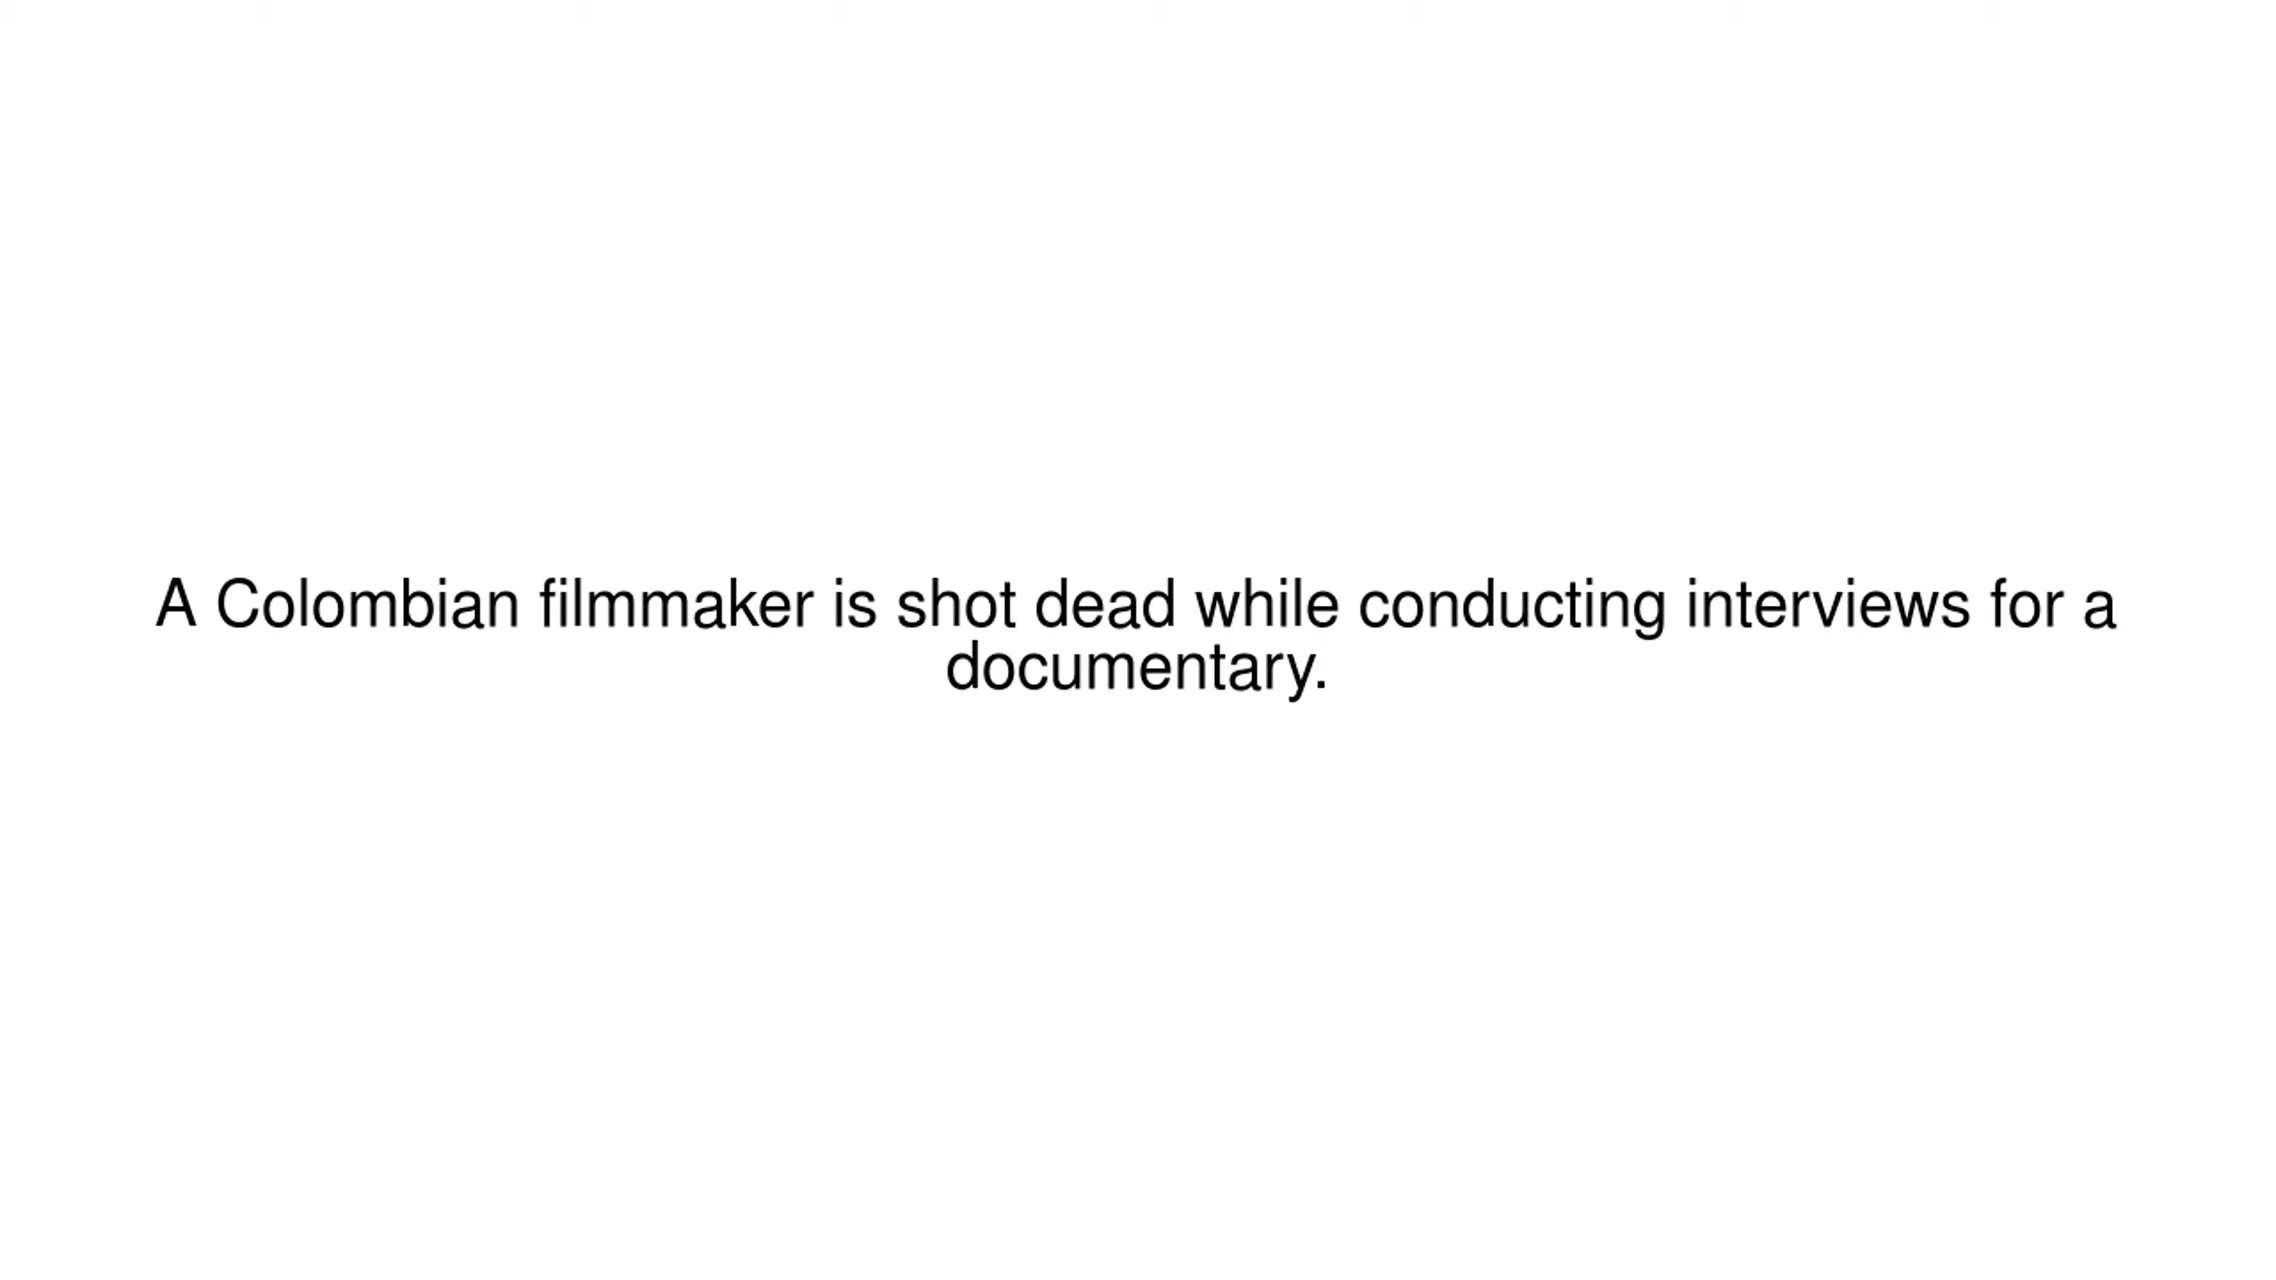 A Colombian filmmaker is shot dead while conducting interviews for a
documentary.